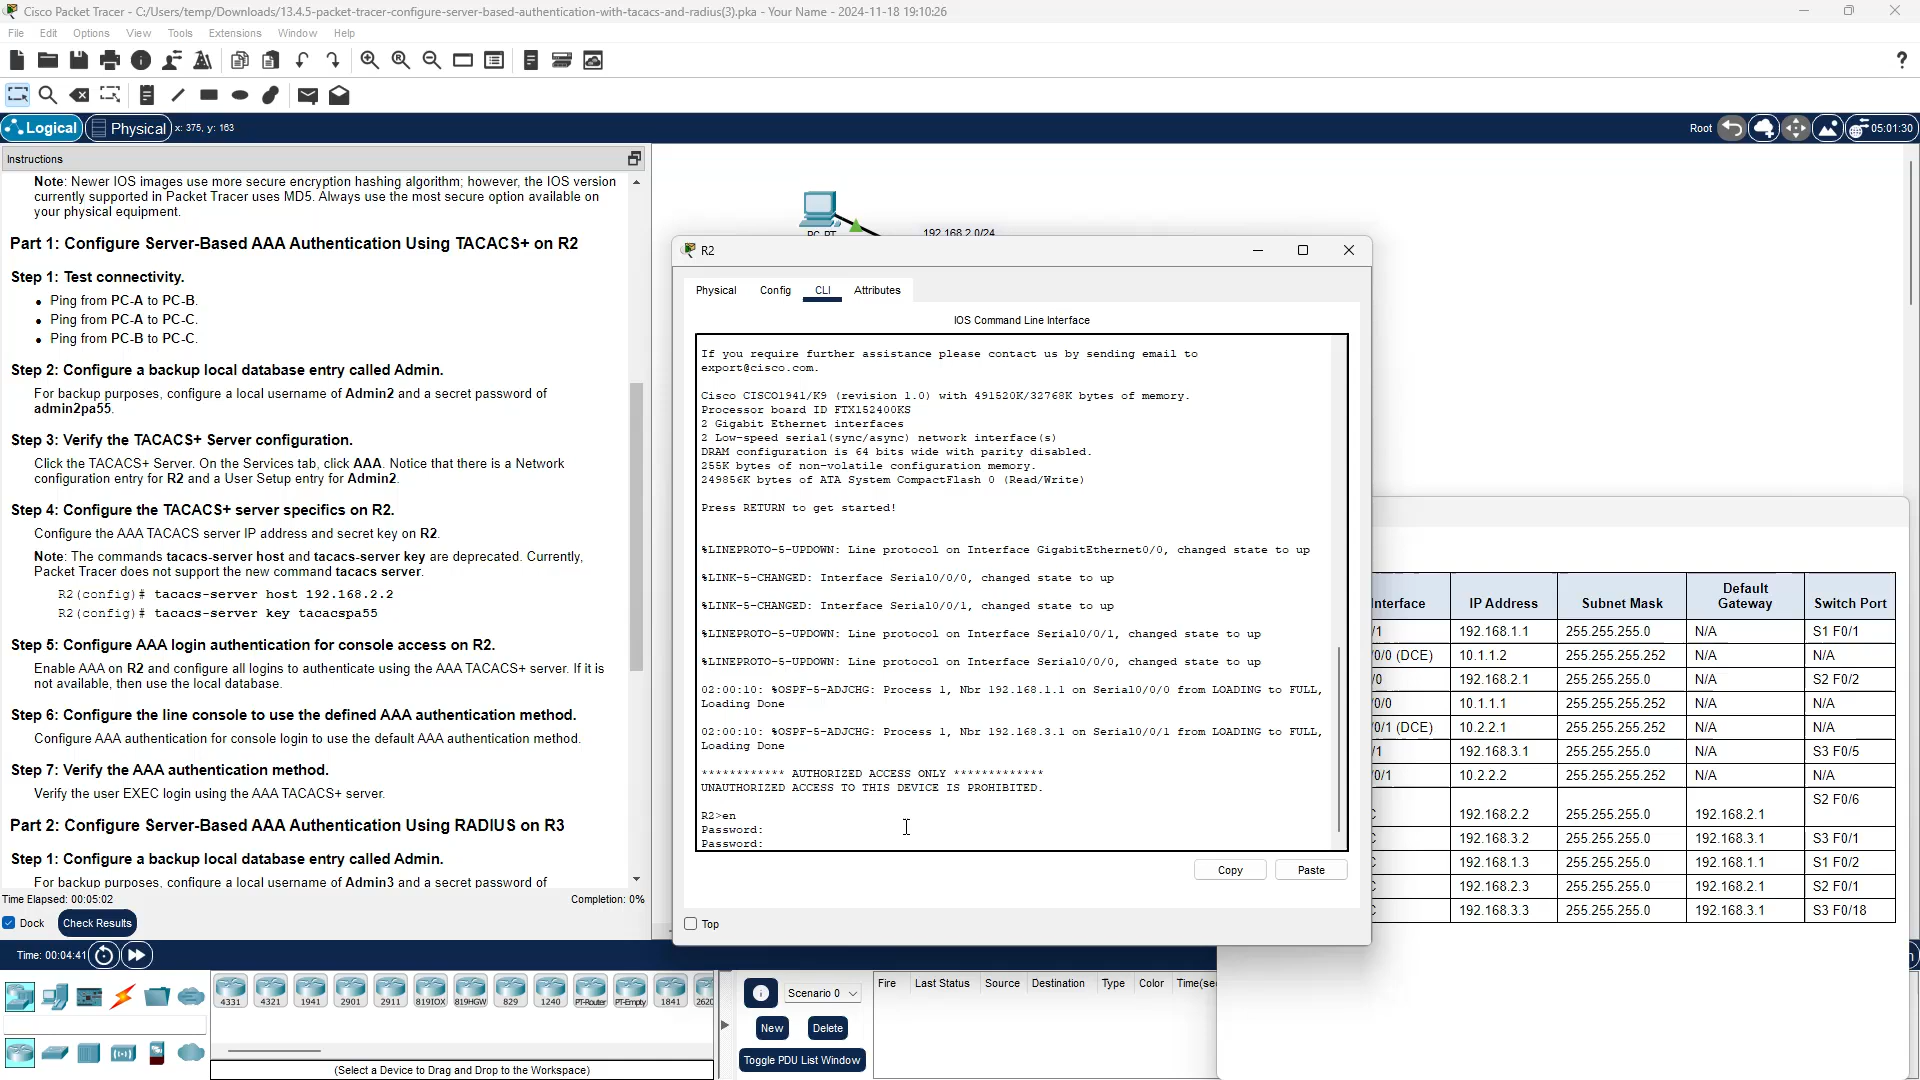 Cisco Packet Tracer - C:/Users/temp/Downloads/13.4.5-packet-tracer-configure-server-based-authentication-with-tacacs-and-radius(3).pka - Your Name - 2024-11-18 19:10:26
File Edit Options View Tools Extensions Window Help
Logical Physical x: 375, y: 163 Root 05:01:30
Instructions
Note: Newer IOS images use more secure encryption hashing algorithm; however, the IOS version
currently supported in Packet Tracer uses MD5. Always use the most secure option available on
your physical equipment.
Part 1: Configure Server-Based AAA Authentication Using TACACS+ on R2
Step 1: Test connectivity.
• Ping from PC-A to PC-B.
• Ping from PC-A to PC-C.
• Ping from PC-B to PC-C.
Step 2: Configure a backup local database entry called Admin.
For backup purposes, configure a local username of Admin2 and a secret password of
admin2pa55.
Step 3: Verify the TACACS+ Server configuration.
Click the TACACS+ Server. On the Services tab, click AAA. Notice that there is a Network
configuration entry for R2 and a User Setup entry for Admin2.
Step 4: Configure the TACACS+ server specifics on R2.
Configure the AAA TACACS server IP address and secret key on R2.
Note: The commands tacacs-server host and tacacs-server key are deprecated. Currently,
Packet Tracer does not support the new command tacacs server.
R2(config)# tacacs-server host 192.168.2.2
R2(config)# tacacs-server key tacacspa55
Step 5: Configure AAA login authentication for console access on R2.
Enable AAA on R2 and configure all logins to authenticate using the AAA TACACS+ server. If it is
not available, then use the local database.
Step 6: Configure the line console to use the defined AAA authentication method.
Configure AAA authentication for console login to use the default AAA authentication method.
Step 7: Verify the AAA authentication method.
Verify the user EXEC login using the AAA TACACS+ server.
Part 2: Configure Server-Based AAA Authentication Using RADIUS on R3
Step 1: Configure a backup local database entry called Admin.
For backup purposes, configure a local username of Admin3 and a secret password of
Time Elapsed: 00:05:02 Completion: 0%
Dock Check Results
Time: 00:04:41
PC-PT
192.168.2.0/24
R2
Physical Config CLI Attributes
IOS Command Line Interface
If you require further assistance please contact us by sending email to
export@cisco.com.
Cisco CISCO1941/K9 (revision 1.0) with 491520K/32768K bytes of memory.
Processor board ID FTX152400KS
2 Gigabit Ethernet interfaces
2 Low-speed serial(sync/async) network interface(s)
DRAM configuration is 64 bits wide with parity disabled.
255K bytes of non-volatile configuration memory.
249856K bytes of ATA System CompactFlash 0 (Read/Write)
Press RETURN to get started!
%LINEPROTO-5-UPDOWN: Line protocol on Interface GigabitEthernet0/0, changed state to up
%LINK-5-CHANGED: Interface Serial0/0/0, changed state to up
%LINK-5-CHANGED: Interface Serial0/0/1, changed state to up
%LINEPROTO-5-UPDOWN: Line protocol on Interface Serial0/0/1, changed state to up
%LINEPROTO-5-UPDOWN: Line protocol on Interface Serial0/0/0, changed state to up
02:00:10: %OSPF-5-ADJCHG: Process 1, Nbr 192.168.1.1 on Serial0/0/0 from LOADING to FULL,
Loading Done
02:00:10: %OSPF-5-ADJCHG: Process 1, Nbr 192.168.3.1 on Serial0/0/1 from LOADING to FULL,
Loading Done
************ AUTHORIZED ACCESS ONLY *************
UNAUTHORIZED ACCESS TO THIS DEVICE IS PROHIBITED.
R2>en
Password:
Password:
Copy Paste
Top
Interface IP Address Subnet Mask Default Gateway Switch Port
/1 192.168.1.1 255.255.255.0 N/A S1 F0/1
0/0 (DCE) 10.1.1.2 255.255.255.252 N/A N/A
/0 192.168.2.1 255.255.255.0 N/A S2 F0/2
0/0 10.1.1.1 255.255.255.252 N/A N/A
0/1 (DCE) 10.2.2.1 255.255.255.252 N/A N/A
/1 192.168.3.1 255.255.255.0 N/A S3 F0/5
0/1 10.2.2.2 255.255.255.252 N/A N/A
192.168.2.2 255.255.255.0 192.168.2.1 S2 F0/6
192.168.3.2 255.255.255.0 192.168.3.1 S3 F0/1
192.168.1.3 255.255.255.0 192.168.1.1 S1 F0/2
192.168.2.3 255.255.255.0 192.168.2.1 S2 F0/1
192.168.3.3 255.255.255.0 192.168.3.1 S3 F0/18
4331 4321 1941 2901 2911 819IOX 819HGW 829 1240 PT-Router PT-Empty 1841 2620
(Select a Device to Drag and Drop to the Workspace)
Scenario 0
New Delete
Toggle PDU List Window
Fire Last Status Source Destination Type Color Time(sec